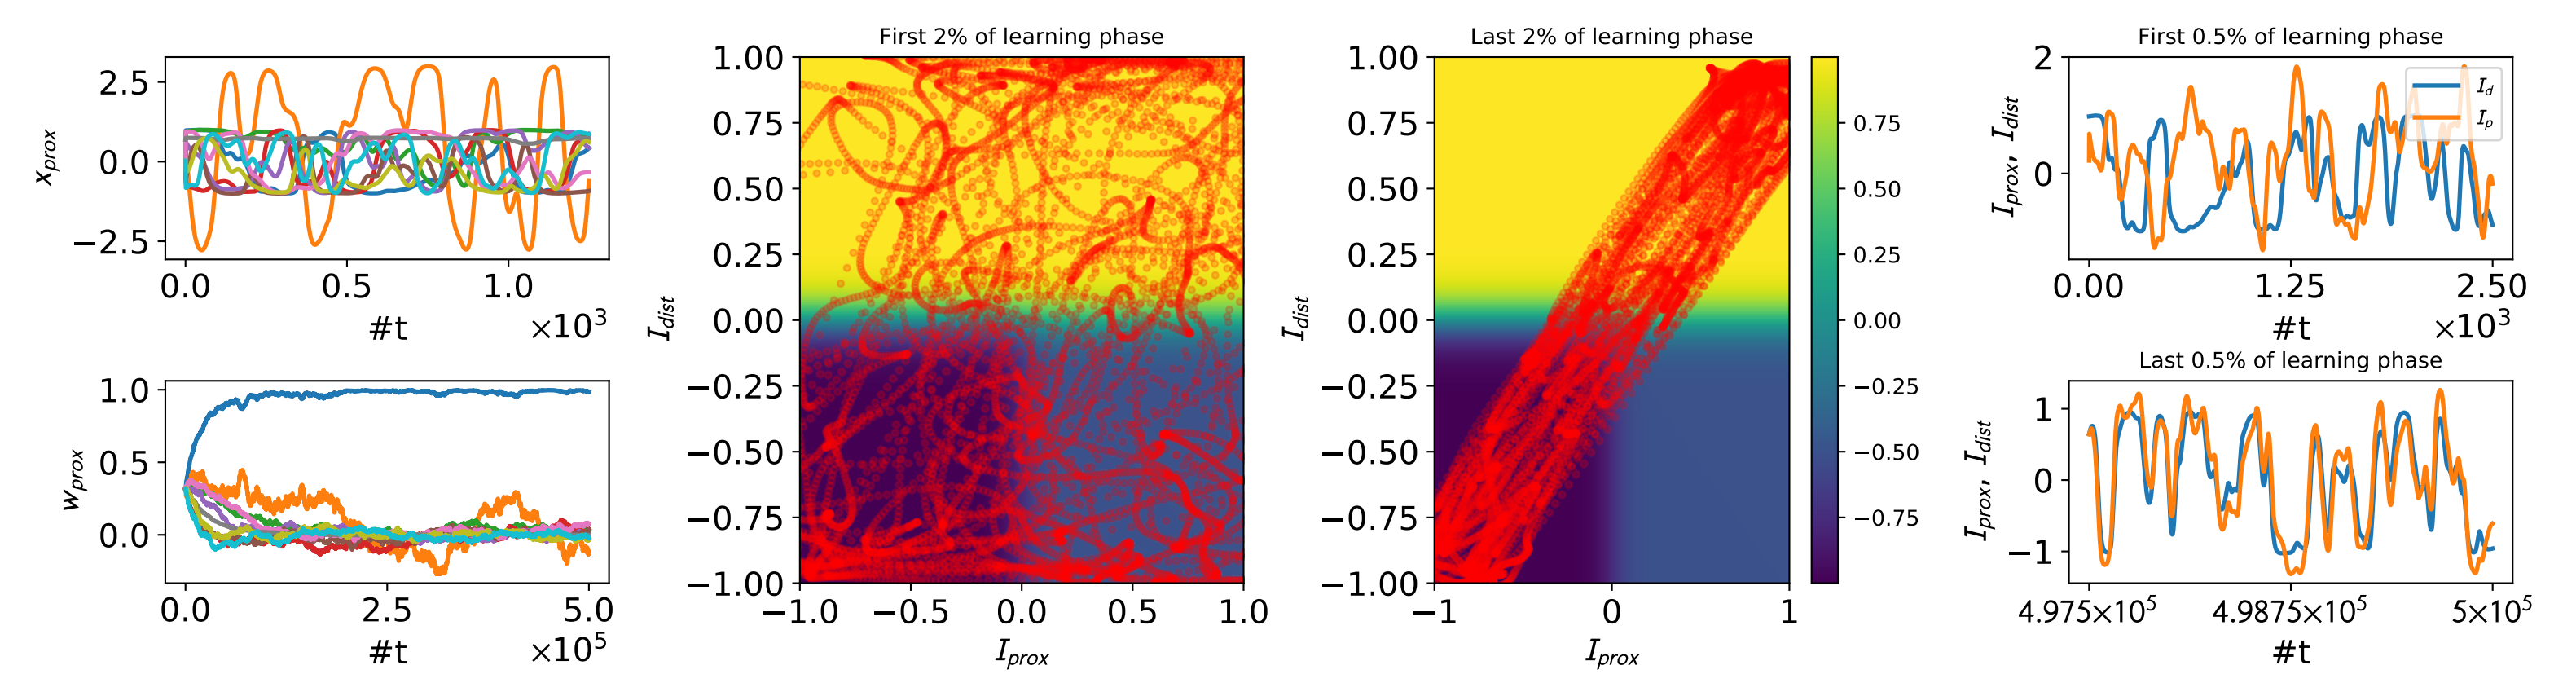 2.5
0.0
−2.5
x_prox
0.0 0.5 1.0
#t ×10³
1.0
0.5
0.0
w_prox
0.0 2.5 5.0
#t ×10⁵
First 2% of learning phase
1.00
0.75
0.50
0.25
0.00
−0.25
−0.50
−0.75
−1.00
I_dist
−1.0 −0.5 0.0 0.5 1.0
I_prox
Last 2% of learning phase
1.00
0.75
0.50
0.25
0.00
−0.25
−0.50
−0.75
−1.00
I_dist
−1 0 1
I_prox
0.75
0.50
0.25
0.00
−0.25
−0.50
−0.75
First 0.5% of learning phase
2
0
I_prox, I_dist
I_d
I_p
0.00 1.25 2.50
#t ×10³
Last 0.5% of learning phase
1
0
−1
I_prox, I_dist
4.975×10⁵ 4.9875×10⁵ 5×10⁵
#t